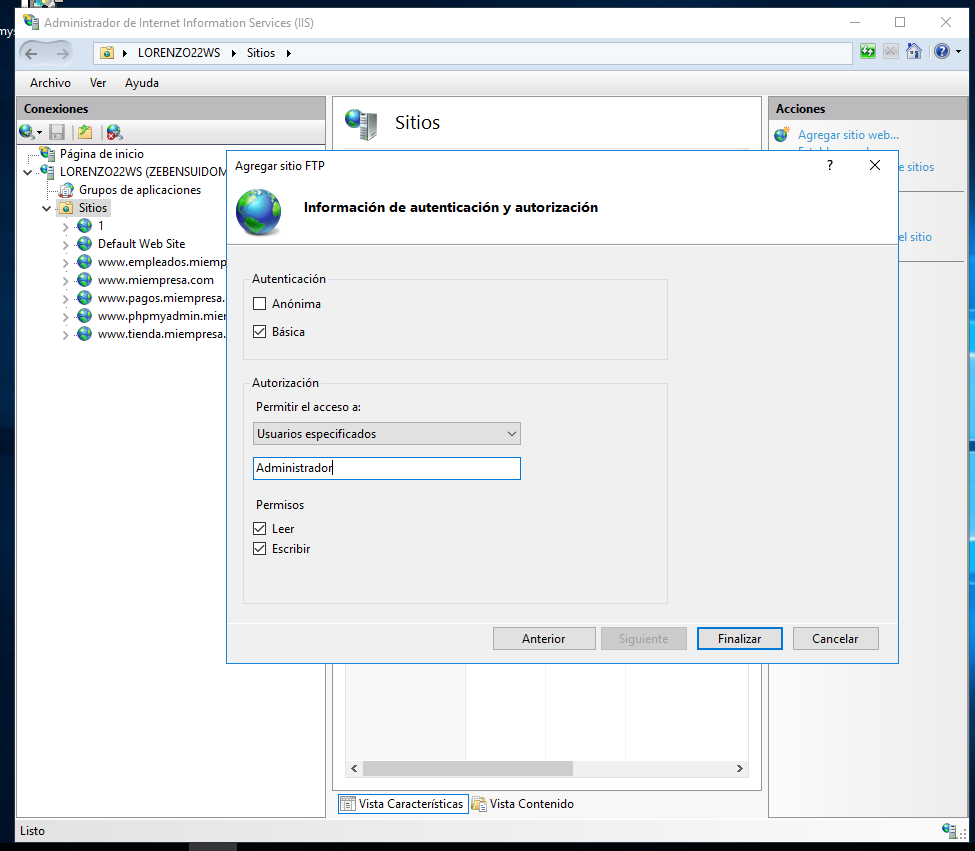 mys
Administrador de Internet Information Services (IIS)
LORENZO22WS
Sitios
Archivo Ver Ayuda
Conexiones
Página de inicio
LORENZO22WS (ZEBENSUIDOM
Grupos de aplicaciones
Sitios
1
Default Web Site
www.empleados.miemp
www.miempresa.com
www.pagos.miempresa.
www.phpmyadmin.mier
www.tienda.miempresa.
Sitios
Acciones
Agregar sitio web...
e sitios
el sitio
Agregar sitio FTP
?
Información de autenticación y autorización
Autenticación
Anónima
Básica
Autorización
Permitir el acceso a:
Usuarios especificados
Administrador
Permisos
Leer
Escribir
Anterior Siguiente Finalizar Cancelar
Vista Características Vista Contenido
Listo